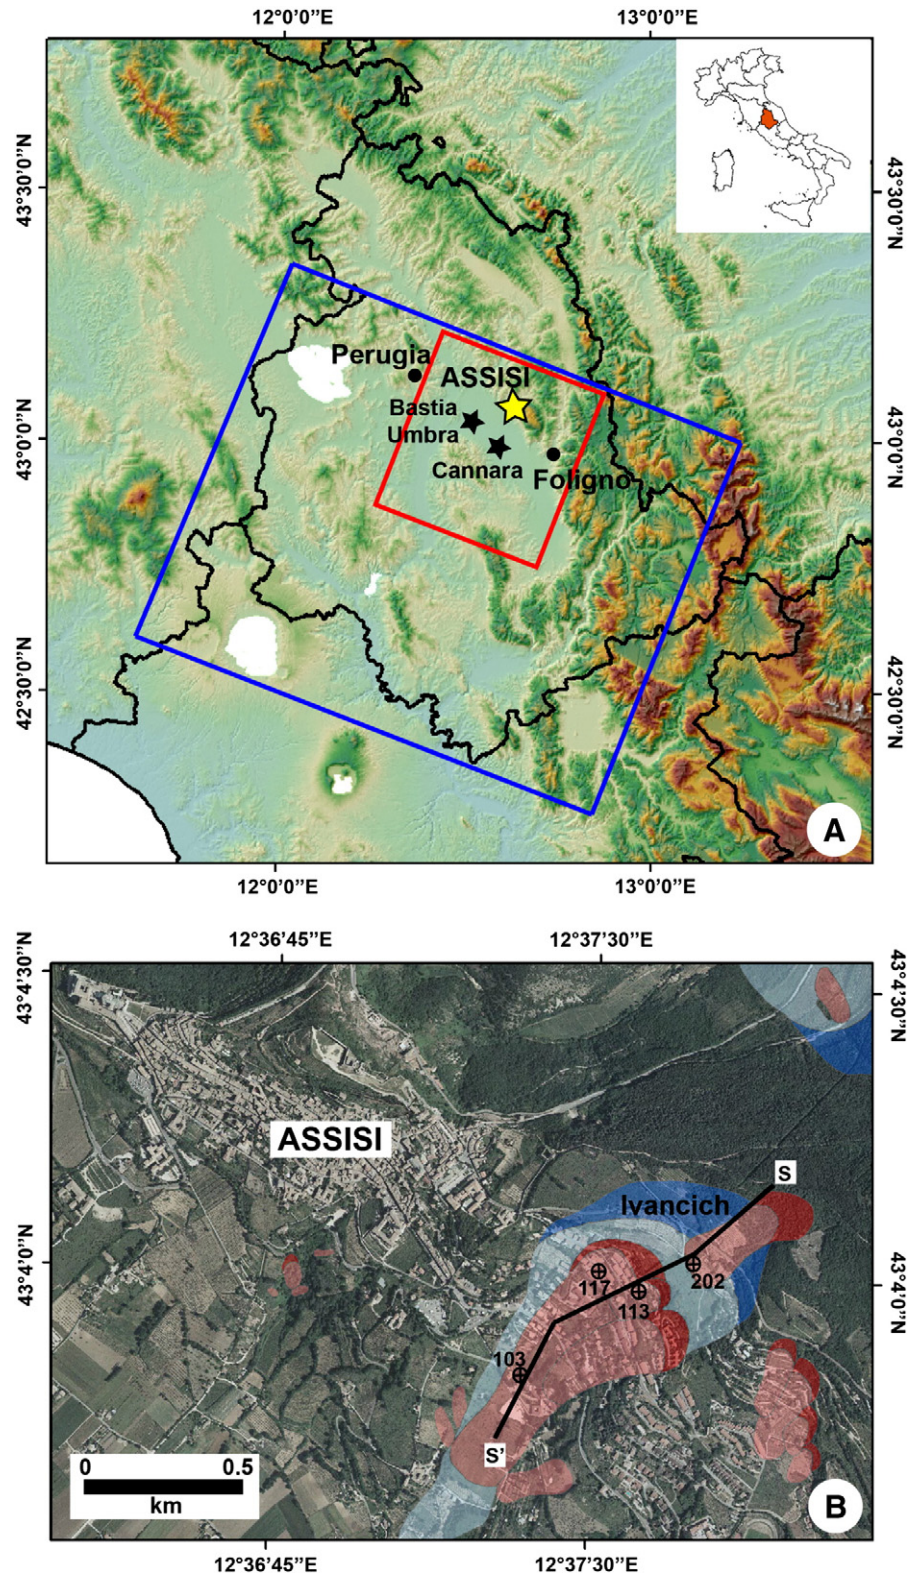 12°0'0”E 13°0'0”E
43°30'0”N
43°30'0”N
Perugia
ASSISI
Bastia
Umbra
43°0'0”N
43°0'0”N
Cannara
Foligno
42°30'0”N
42°30'0”N
A
12°0'0”E 13°0'0”E
12°36’45”E 12°37’30”E
43°4’30”N
43°4’30”N
ASSISI
S
Ivancich
43°4’0”N
43°4’0”N
117
202
113
103
S’
0 0.5
km
B
12°36’45”E 12°37’30”E